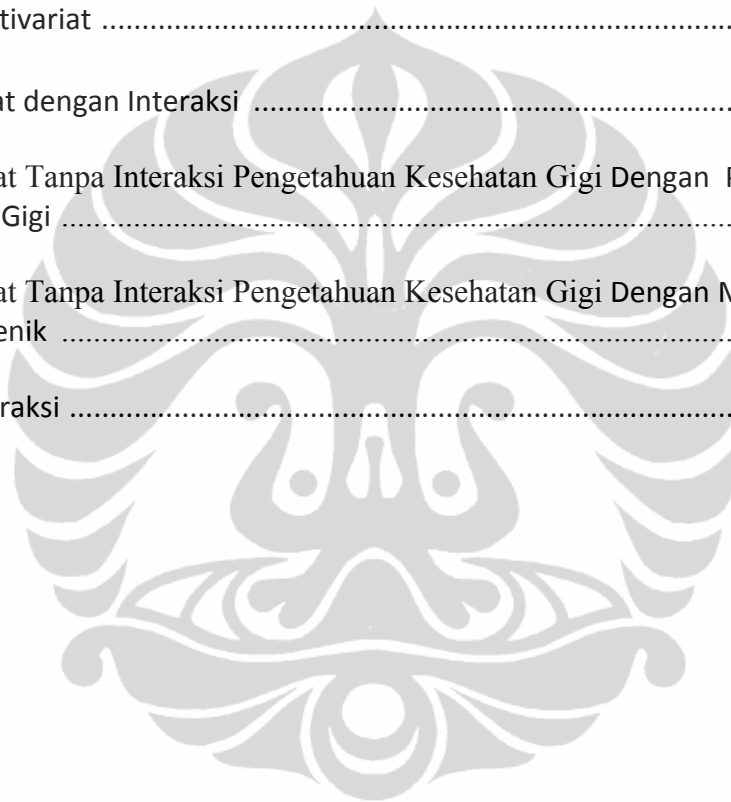 tivariat ........................................................................................
at dengan Interaksi ................................................................
at Tanpa Interaksi Pengetahuan Kesehatan Gigi Dengan P
Gigi ............................................................................................
at Tanpa Interaksi Pengetahuan Kesehatan Gigi Dengan M
enik ............................................................................................
raksi ............................................................................................